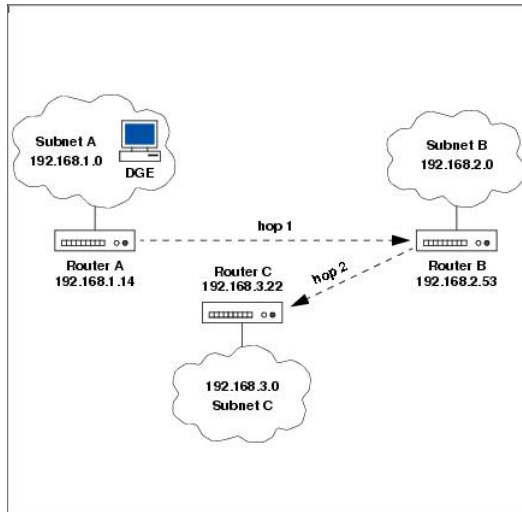 Subnet A
192.168.1.0
DGE
Subnet B
192.168.2.0
hop 1
Router A
192.168.1.14
Router C
192.168.3.22
hop 2
Router B
192.168.2.53
192.168.3.0
Subnet C